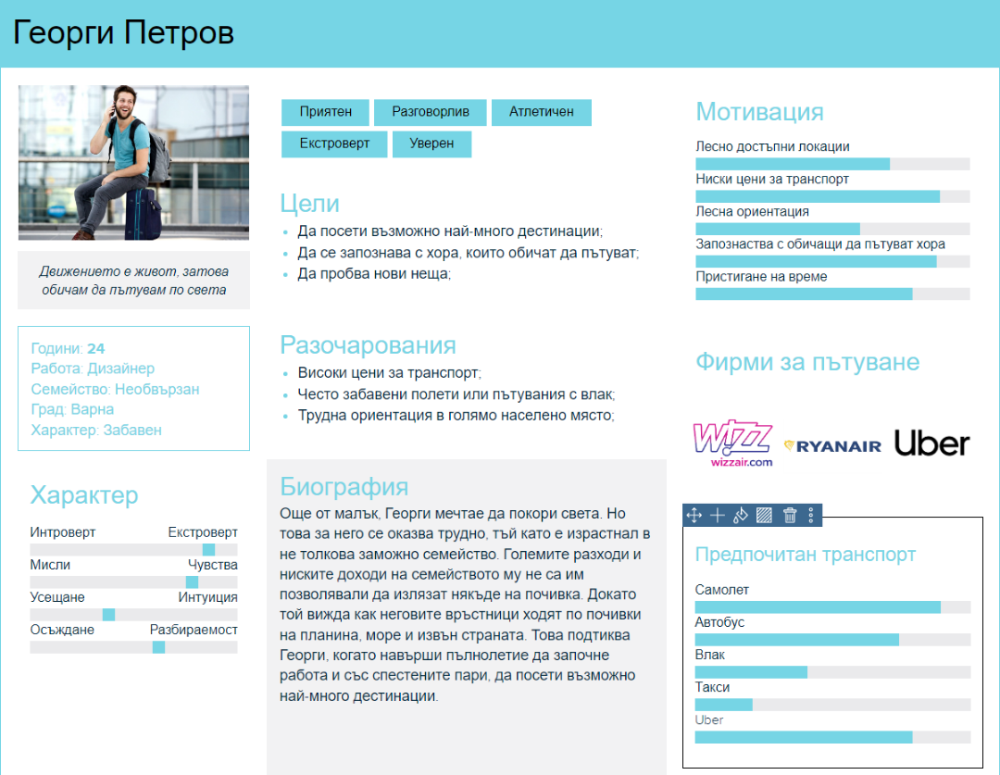 Георги Петров
Движението е живот, затова
обичам да пътувам по света
Години: 24
Работа: Дизайнер
Семейство: Необвързан
Град: Варна
Характер: Забавен
Характер
Интроверт Екстроверт
Мисли Чувства
Усещане Интуиция
Осъждане Разбираемост
Приятен Разговорлив Атлетичен
Екстроверт Уверен
Цели
Да посети възможно най-много дестинации;
Да се запознава с хора, които обичат да пътуват;
Да пробва нови неща;
Разочарования
Високи цени за транспорт;
Често забавени полети или пътувания с влак;
Трудна ориентация в голямо населено място;
Биография
Още от малък, Георги мечтае да покори света. Но
това за него се оказва трудно, тъй като е израстнал в
не толкова заможно семейство. Големите разходи и
ниските доходи на семейството му не са им
позволявали да излязат някъде на почивка. Докато
той вижда как неговите връстници ходят по почивки
на планина, море и извън страната. Това подтиква
Георги, когато навърши пълнолетие да започне
работа и със спестените пари, да посети възможно
най-много дестинации.
Мотивация
Лесно достъпни локации
Ниски цени за транспорт
Лесна ориентация
Запознаства с обичащи да пътуват хора
Пристигане на време
Фирми за пътуване
WIZZ
wizzair.com
RYANAIR
Uber
Предпочитан транспорт
Самолет
Автобус
Влак
Такси
Uber